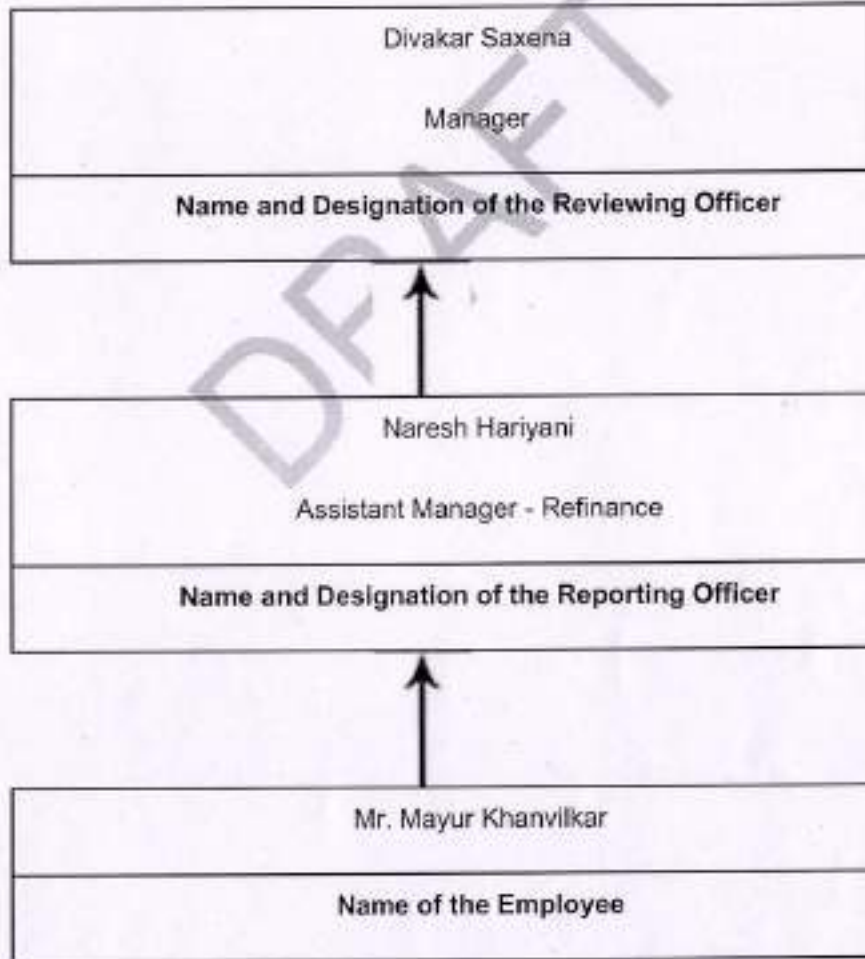 Divakar Saxena
Manager
Name and Designation of the Reviewing Officer
DRAFT
Naresh Hariyani
Assistant Manager - Refinance
Name and Designation of the Reporting Officer
Mr. Mayur Khanvilkar
Name of the Employee